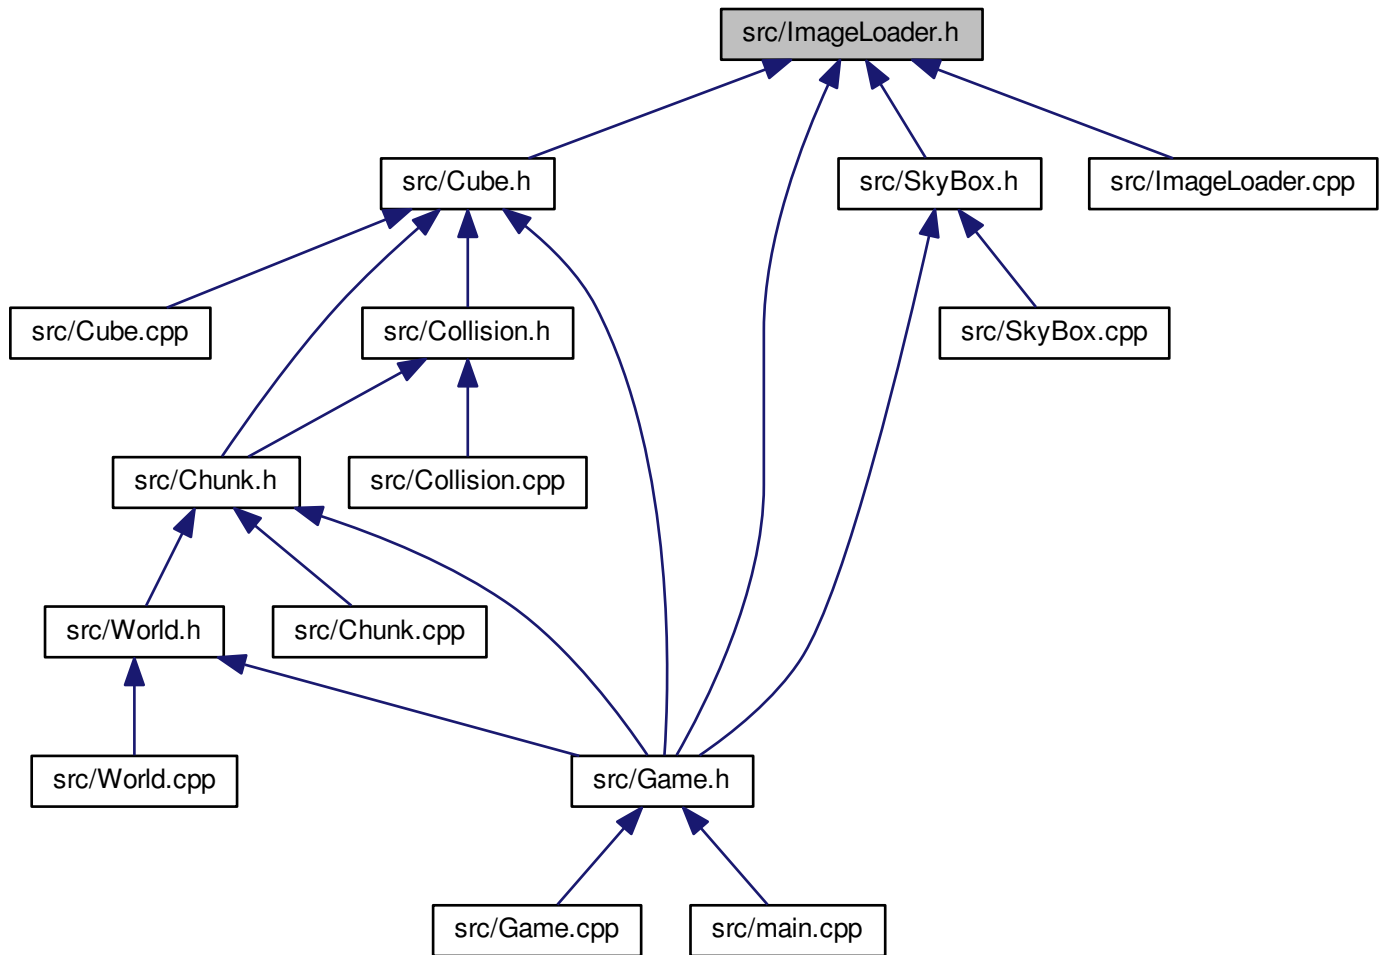 src/ImageLoader.h
src/Cube.h
src/SkyBox.h
src/ImageLoader.cpp
src/Cube.cpp
src/Collision.h
src/SkyBox.cpp
src/Chunk.h
src/Collision.cpp
src/World.h
src/Chunk.cpp
src/World.cpp
src/Game.h
src/Game.cpp
src/main.cpp